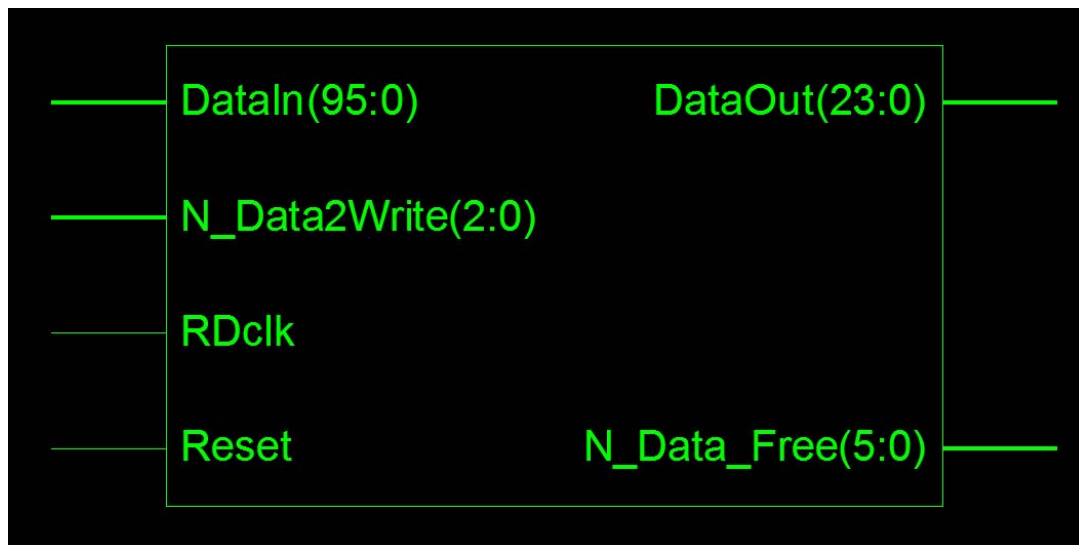 DataIn(95:0)
DataOut(23:0)
N_Data2Write(2:0)
RDclk
Reset
N_Data_Free(5:0)